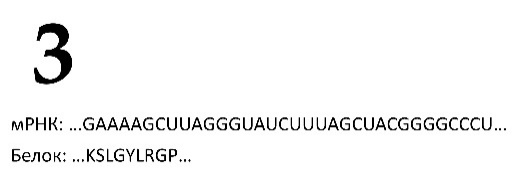 3
мРНК: ...GAAAAGCUUAGGGUAUCUUUAGCUACGGGGCCCU...
Белок: ...KSLGYLRGP...